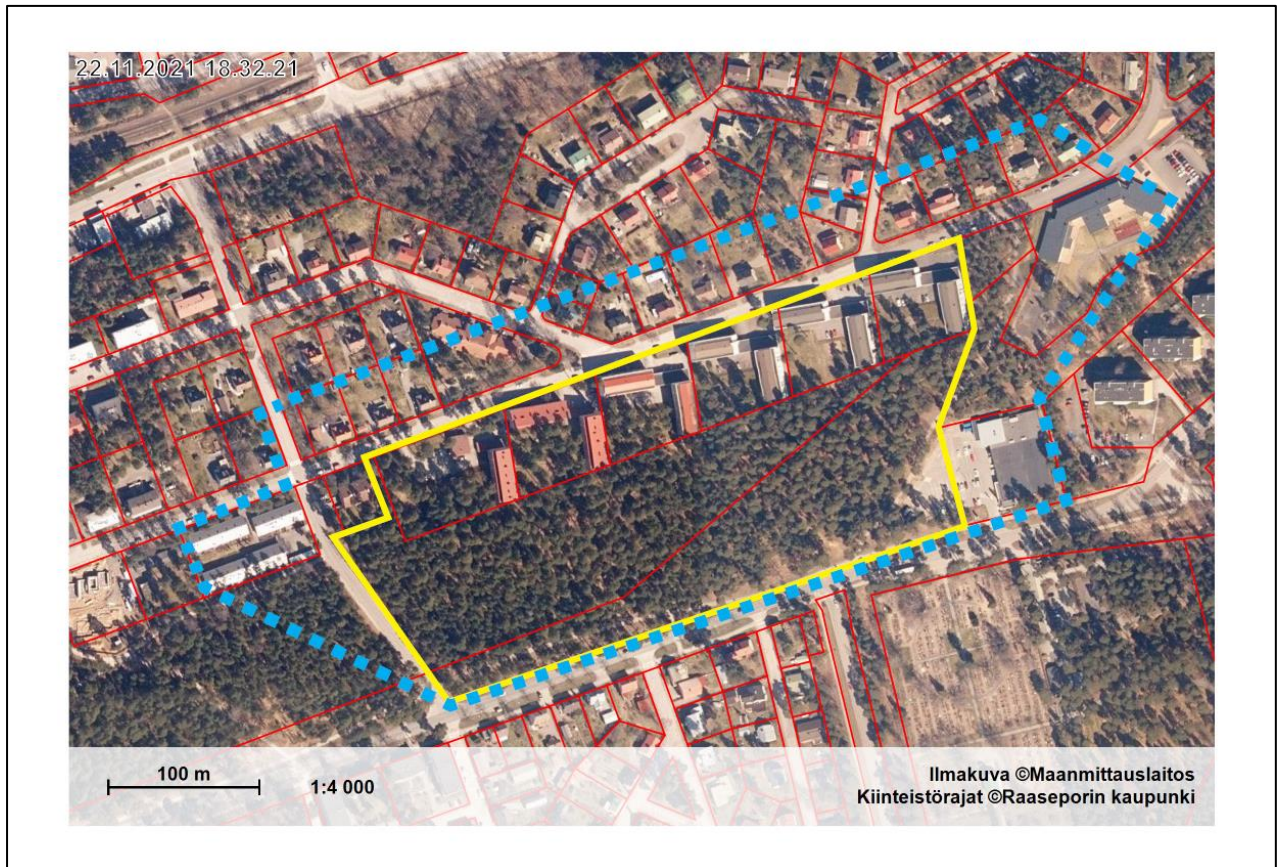 22.11.2021 18.32.21
100 m
1:4 000
Ilmakuva ©Maanmittauslaitos
Kiinteistörajat ©Raaseporin kaupunki